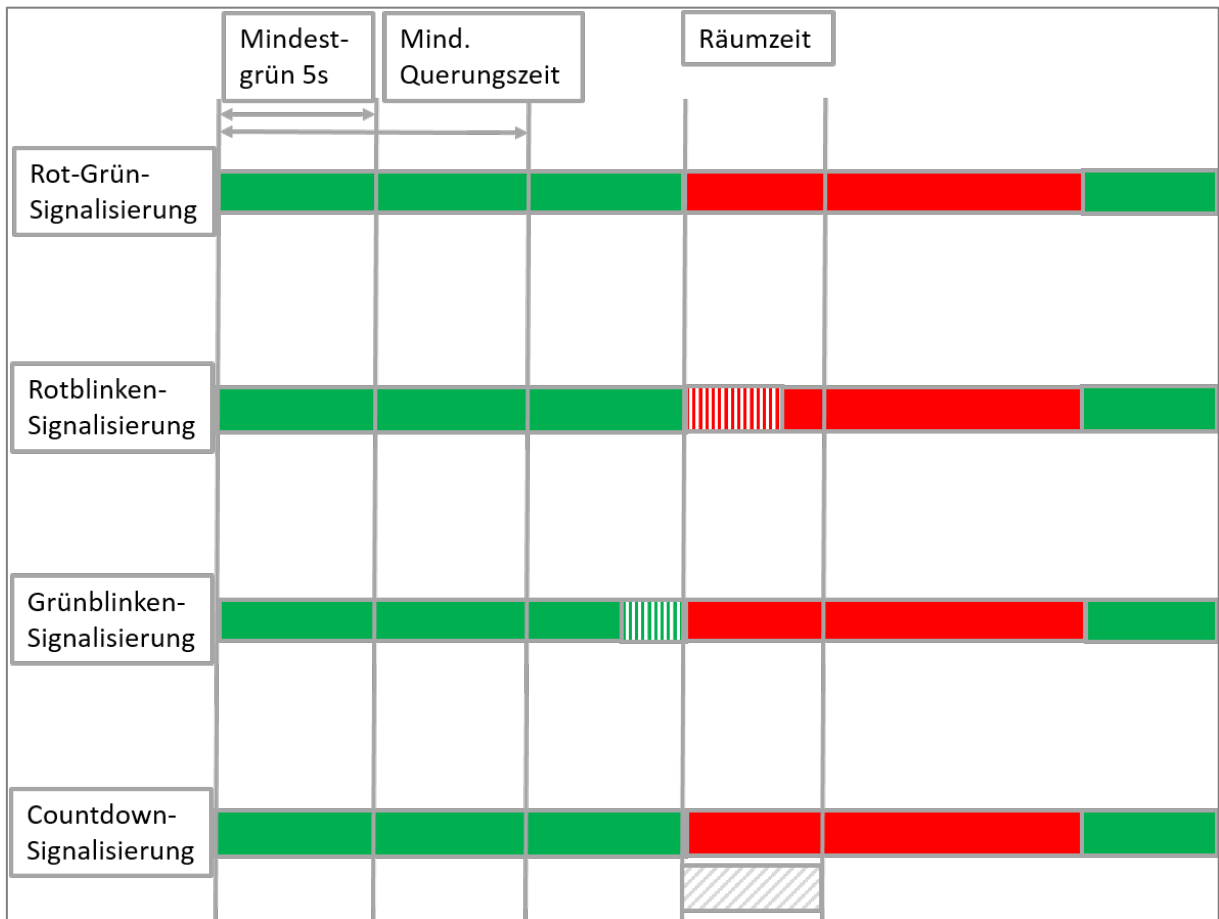 Mindest-
grün 5s
Mind.
Querungszeit
Räumzeit
Rot-Grün-
Signalisierung
Rotblinken-
Signalisierung
Grünblinken-
Signalisierung
Countdown-
Signalisierung